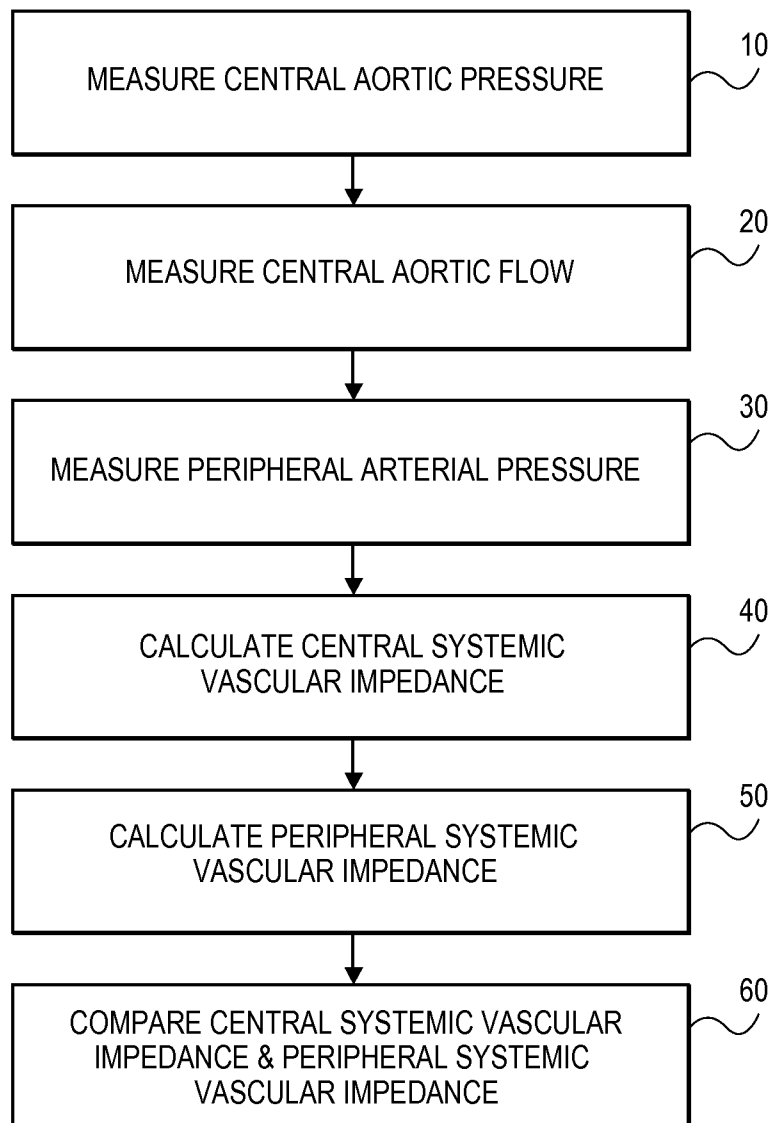 10
MEASURE CENTRAL AORTIC PRESSURE
20
MEASURE CENTRAL AORTIC FLOW
30
MEASURE PERIPHERAL ARTERIAL PRESSURE
40
CALCULATE CENTRAL SYSTEMIC
VASCULAR IMPEDANCE
50
CALCULATE PERIPHERAL SYSTEMIC
VASCULAR IMPEDANCE
60
COMPARE CENTRAL SYSTEMIC VASCULAR
IMPEDANCE & PERIPHERAL SYSTEMIC
VASCULAR IMPEDANCE